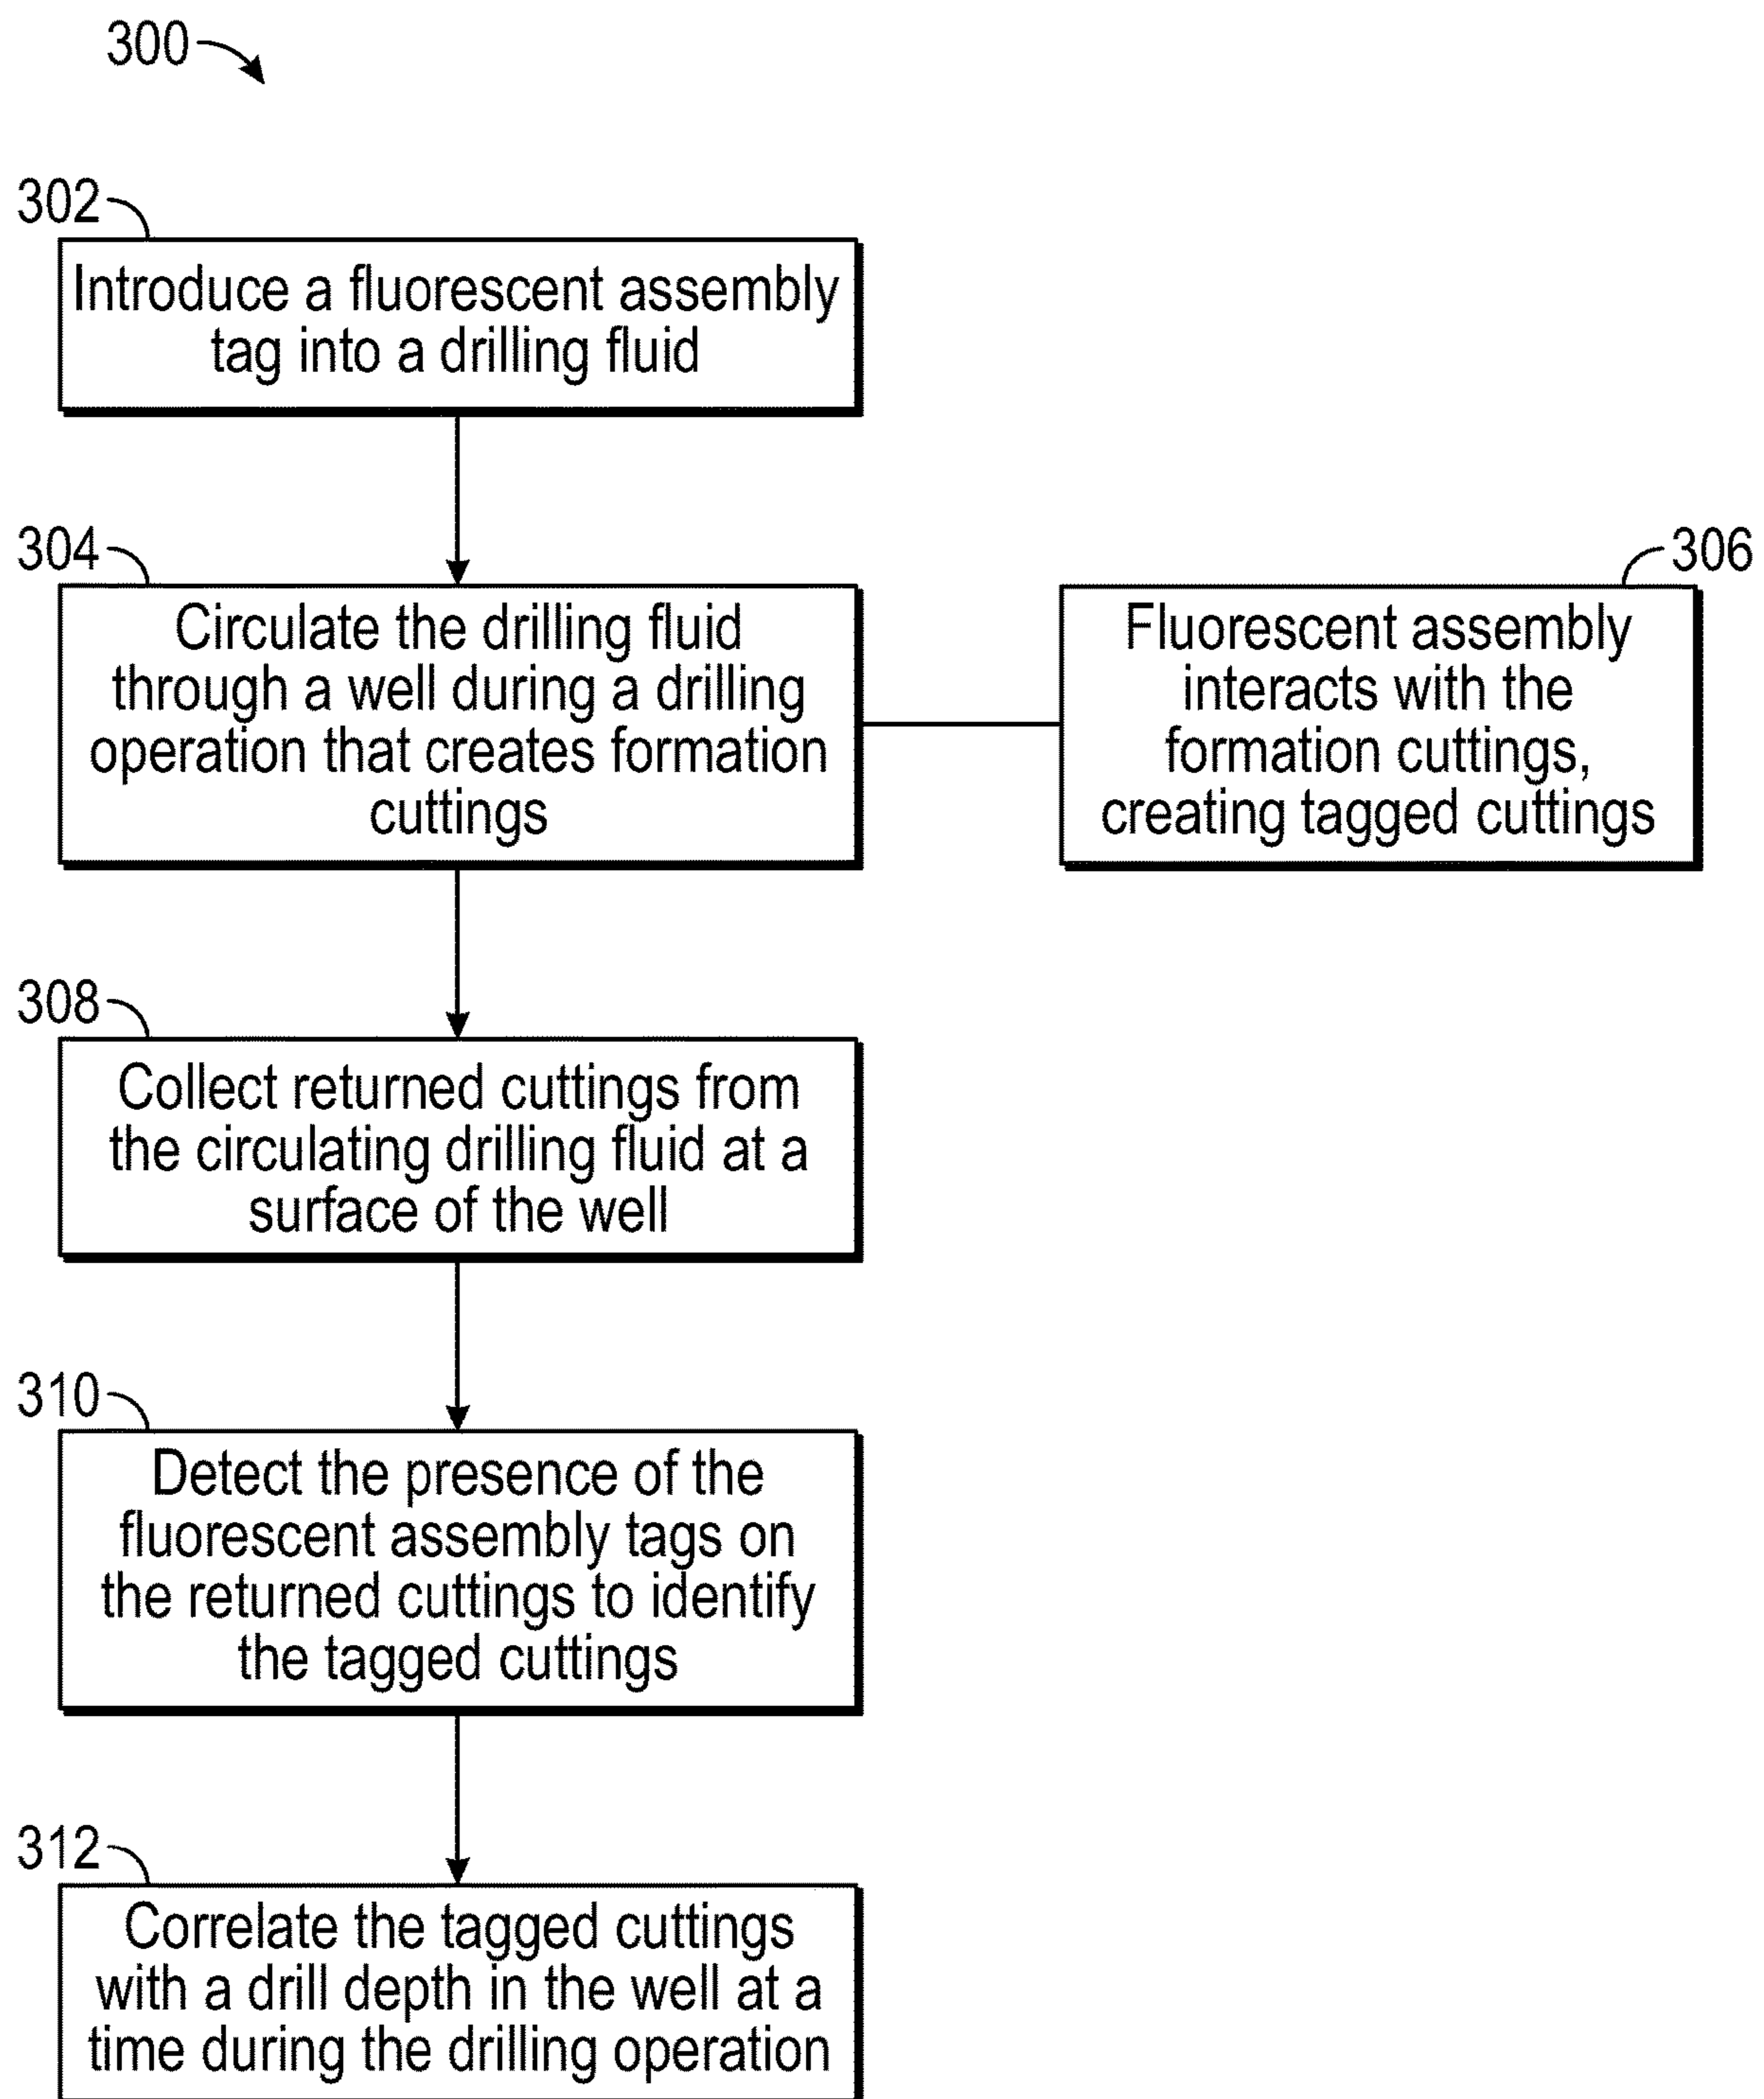 300
302
Introduce a fluorescent assembly
tag into a drilling fluid
304
Circulate the drilling fluid
through a well during a drilling
operation that creates formation
cuttings
306
Fluorescent assembly
interacts with the
formation cuttings,
creating tagged cuttings
308
Collect returned cuttings from
the circulating drilling fluid at a
surface of the well
310
Detect the presence of the
fluorescent assembly tags on
the returned cuttings to identify
the tagged cuttings
312
Correlate the tagged cuttings
with a drill depth in the well at a
time during the drilling operation